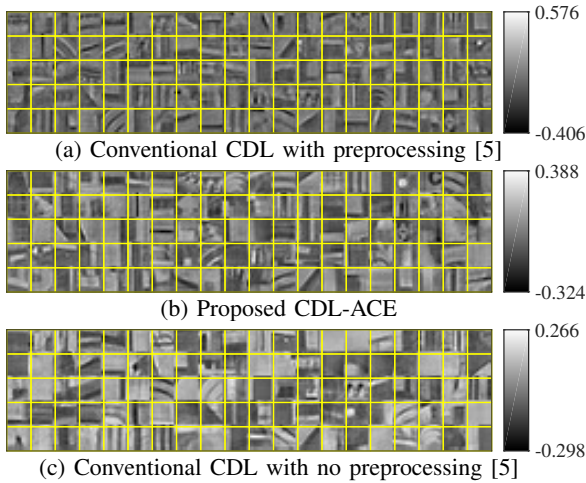 0.576
-0.406
(a) Conventional CDL with preprocessing [5]
0.388
-0.324
(b) Proposed CDL-ACE
0.266
-0.298
(c) Conventional CDL with no preprocessing [5]